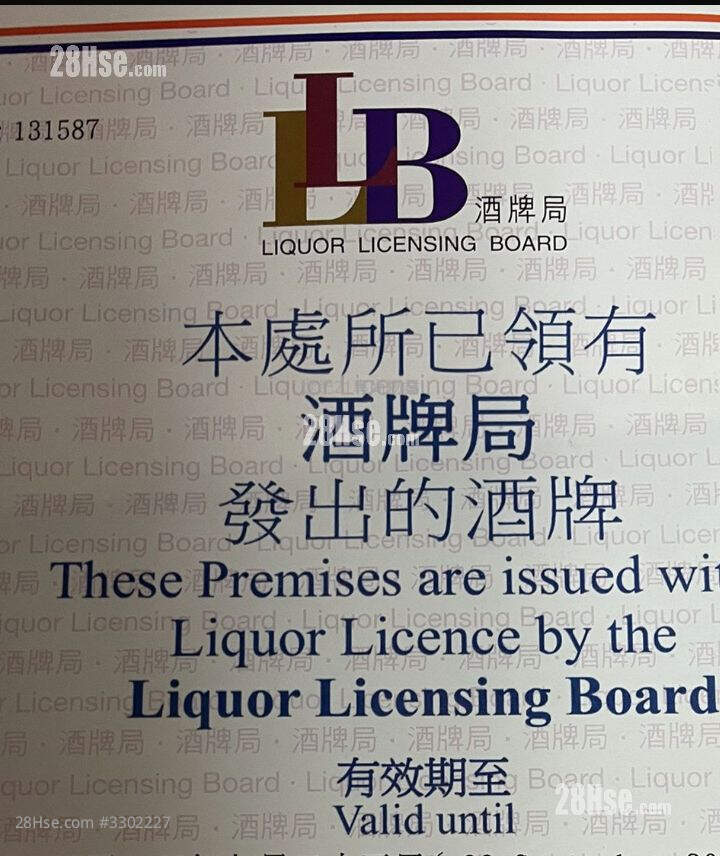 28Hse.com
131587
LLB 酒牌局
LIQUOR LICENSING BOARD
本處所已領有
酒牌局
28Hse.com
發出的酒牌
These Premises are issued wit
Liquor Licence by the
Liquor Licensing Board
有效期至
28Hse.com
Valid until
28Hse.com #3302227